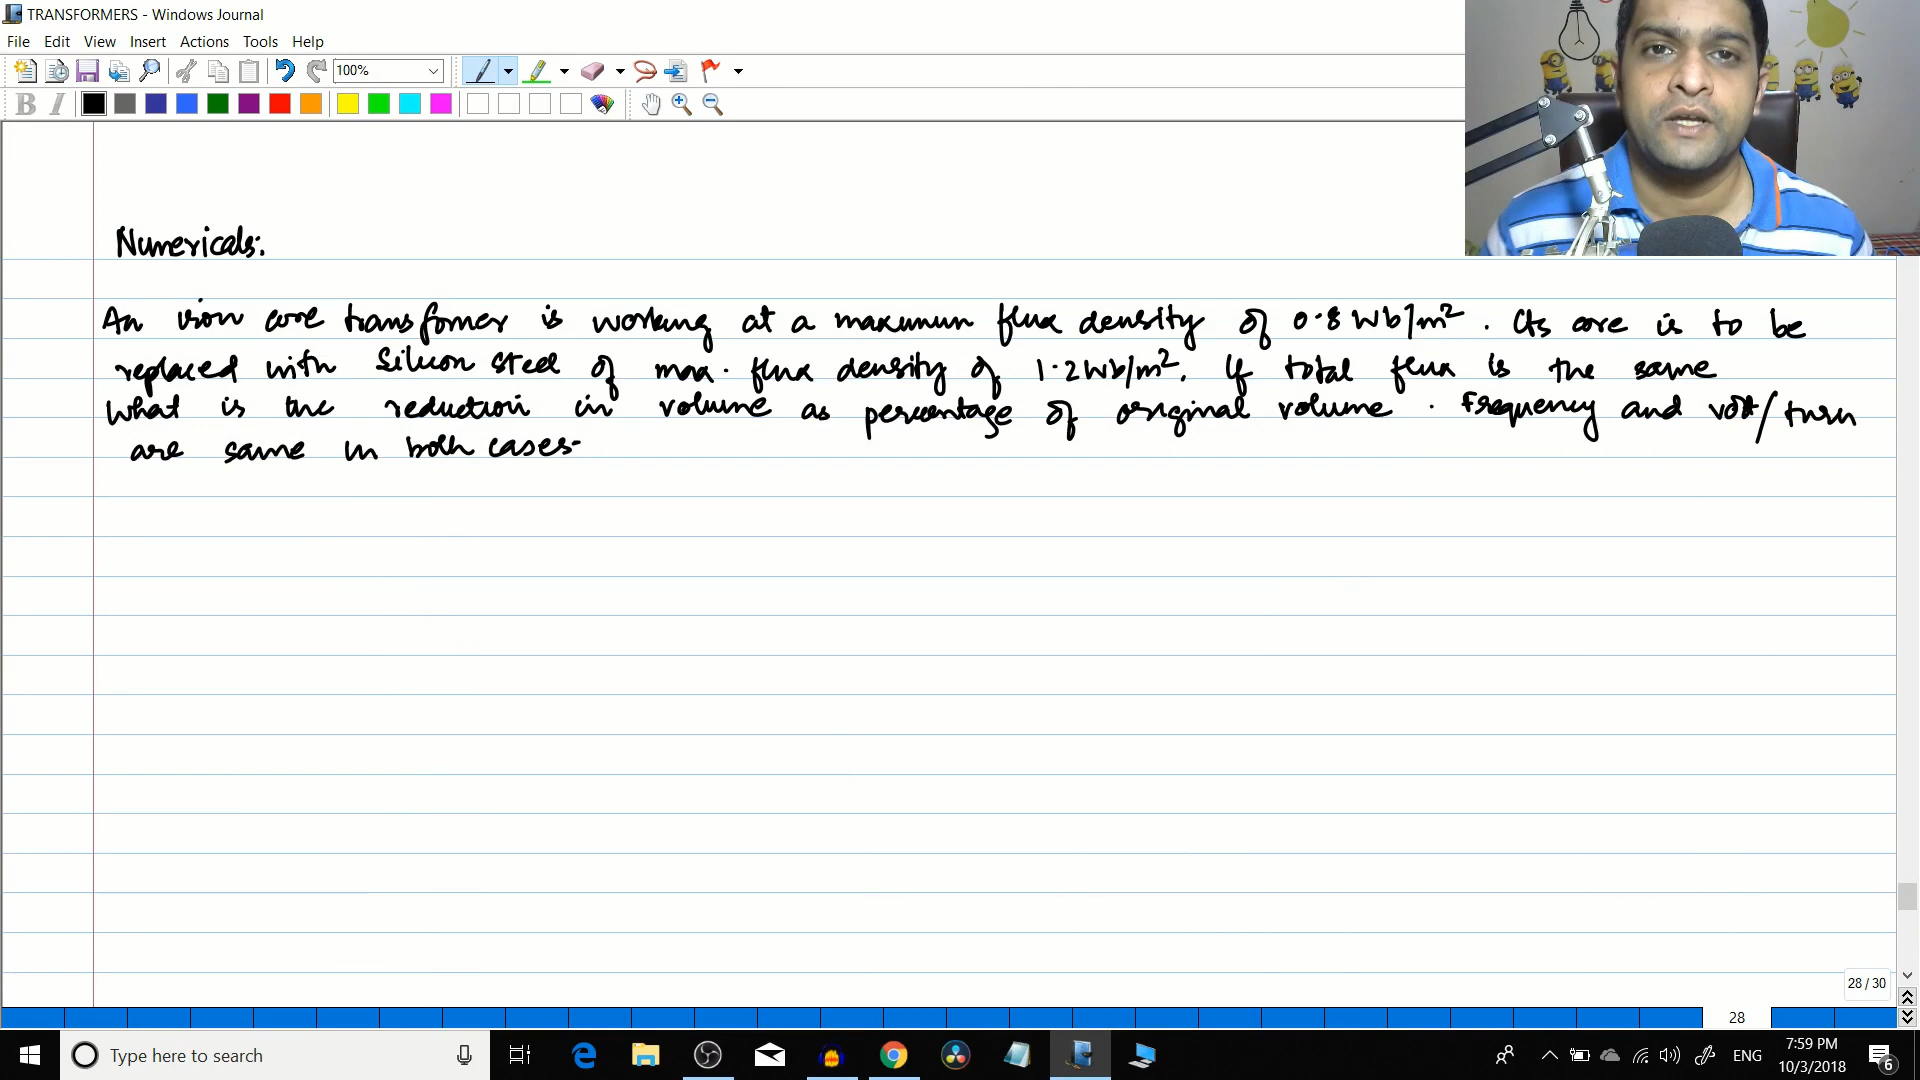 TRANSFORMERS - Windows Journal
File Edit View Insert Actions Tools Help
100%
B I
Numericals:
An iron core transformer is working at a maximum flux density of 0.8 Wb/m². Its core is to be
replaced with Silicon Steel of max. flux density of 1.2 Wb/m². If total flux is the same
What is the reduction in volume as percentage of original volume. Frequency and volt/turn
are same in both cases-
28 / 30
28
Type here to search
ENG
7:59 PM
10/3/2018
6